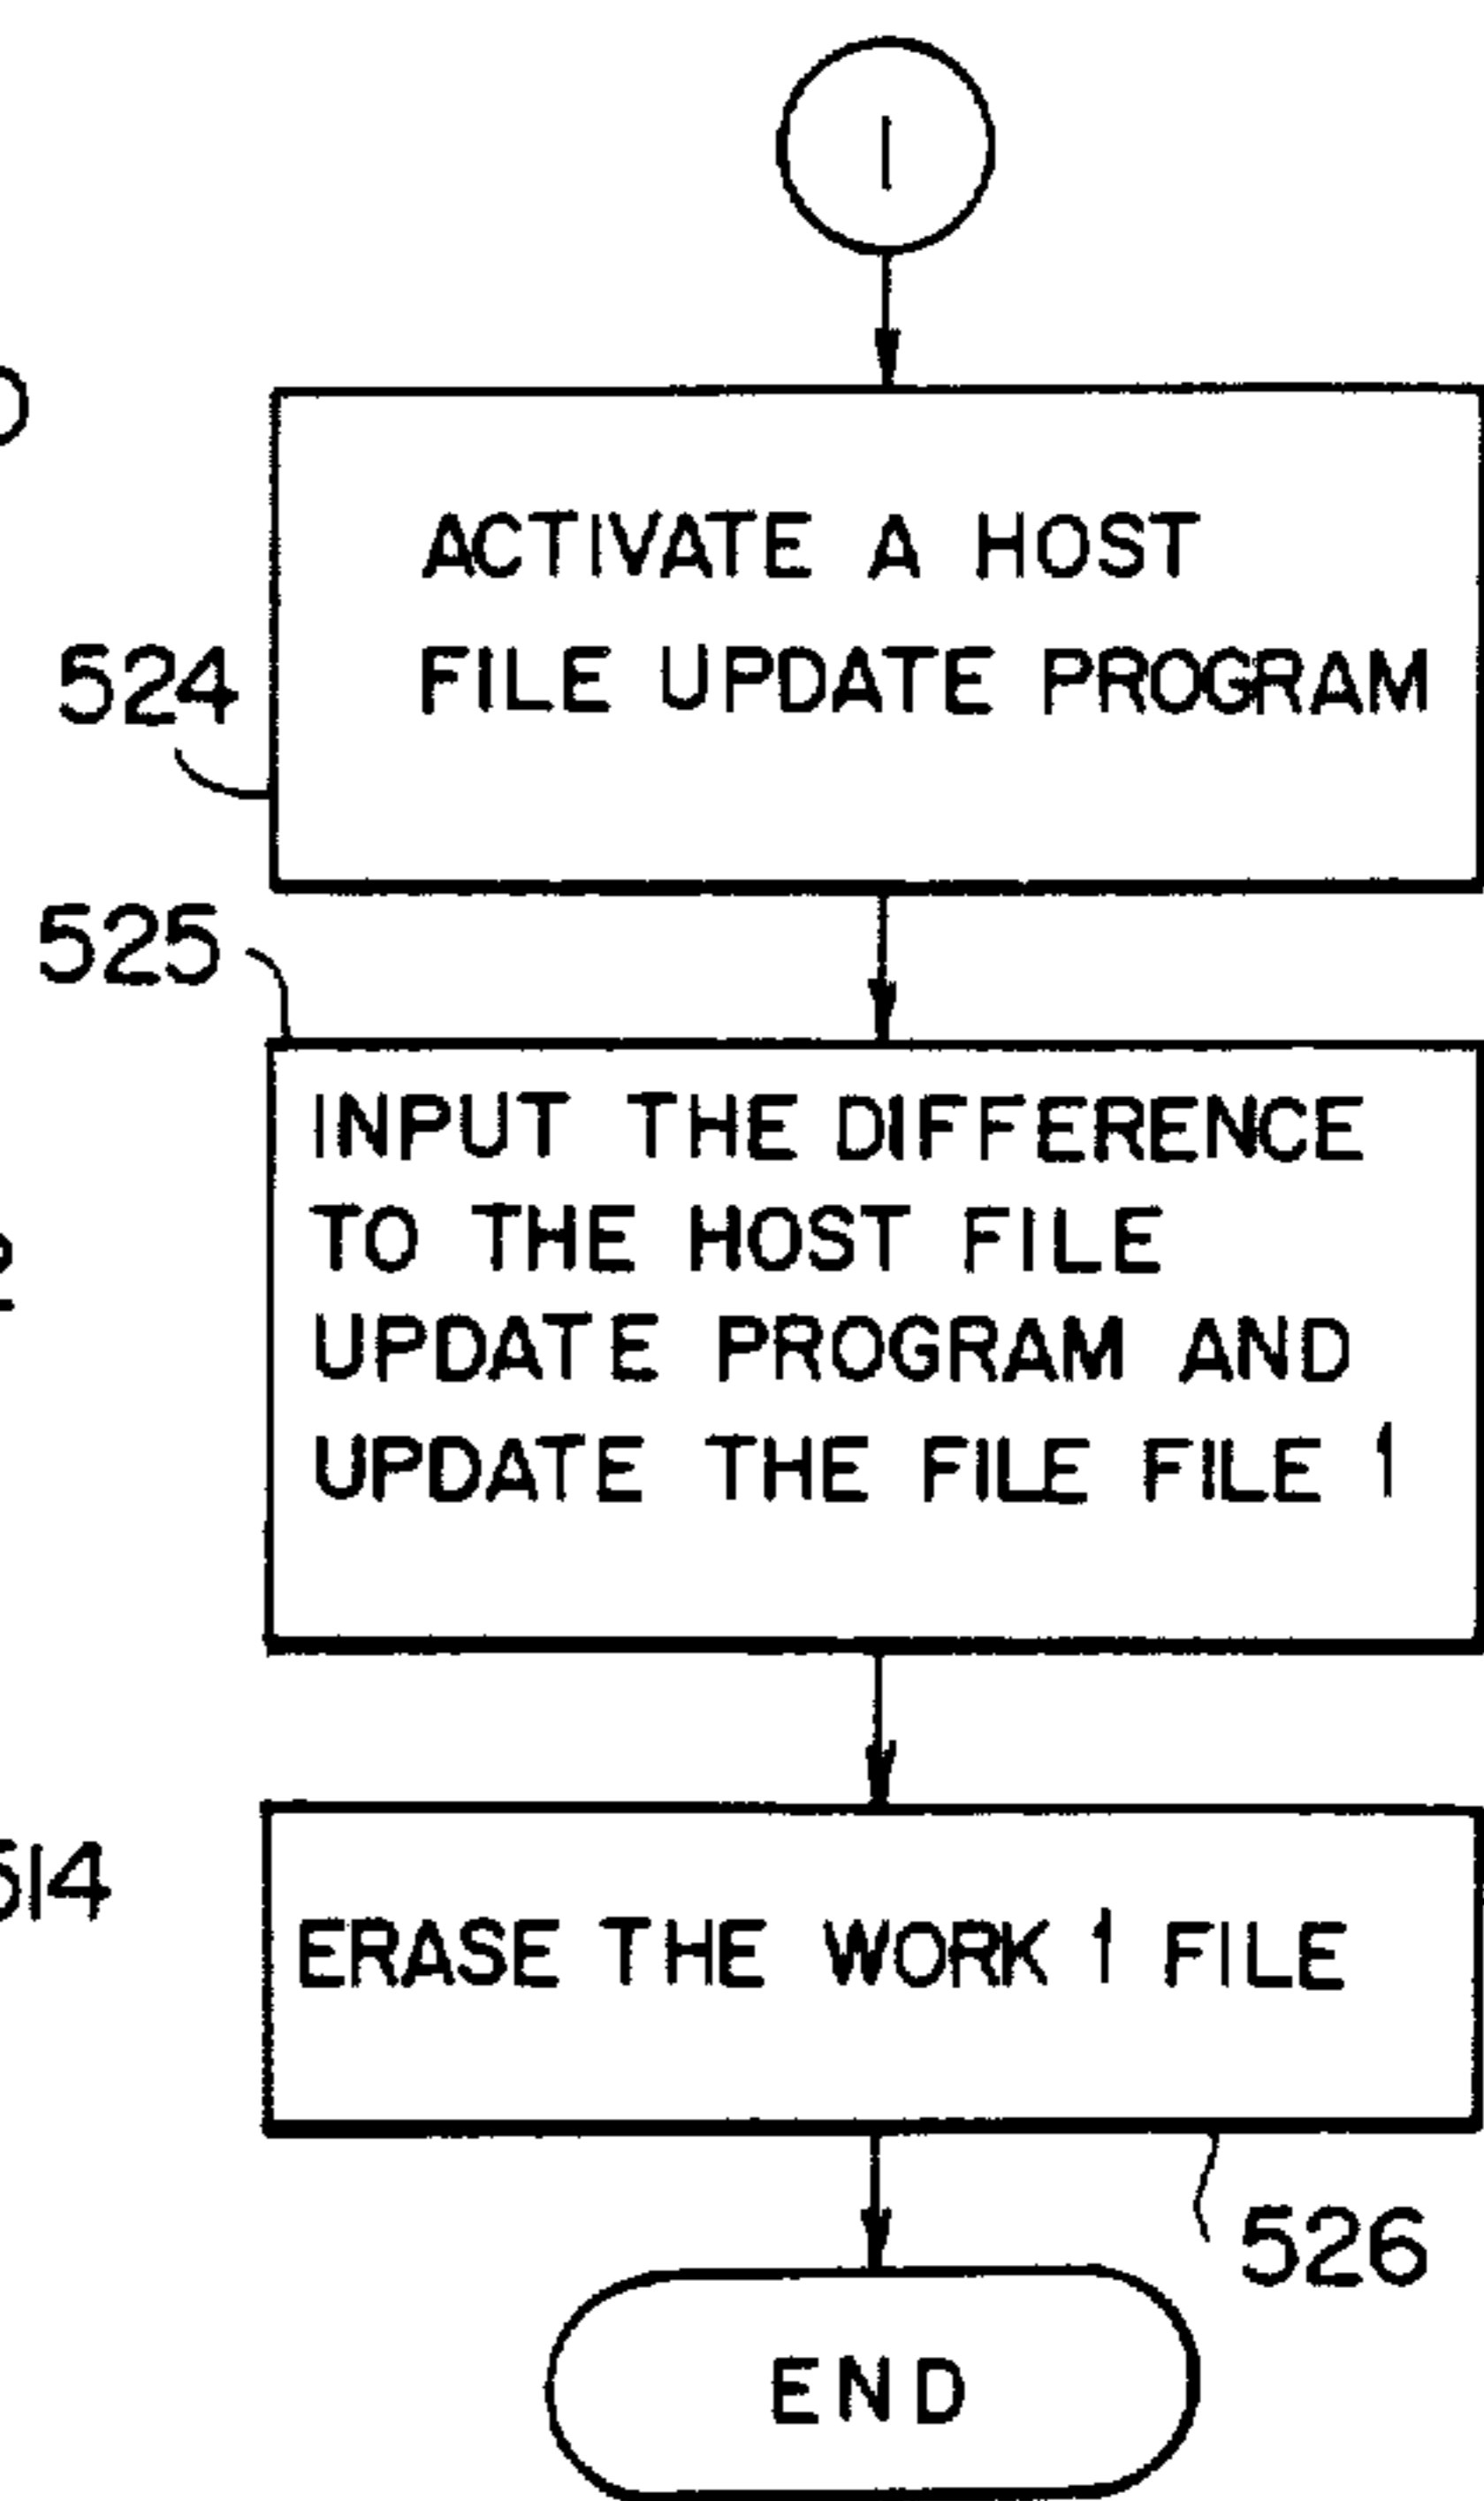 1
ACTIVATE A HOST
FILE UPDATE PROGRAM
524
525
INPUT THE DIFFERENCE
TO THE HOST FILE
UPDATE PROGRAM AND
UPDATE THE FILE FILE 1
514
ERASE THE WORK 1 FILE
526
END